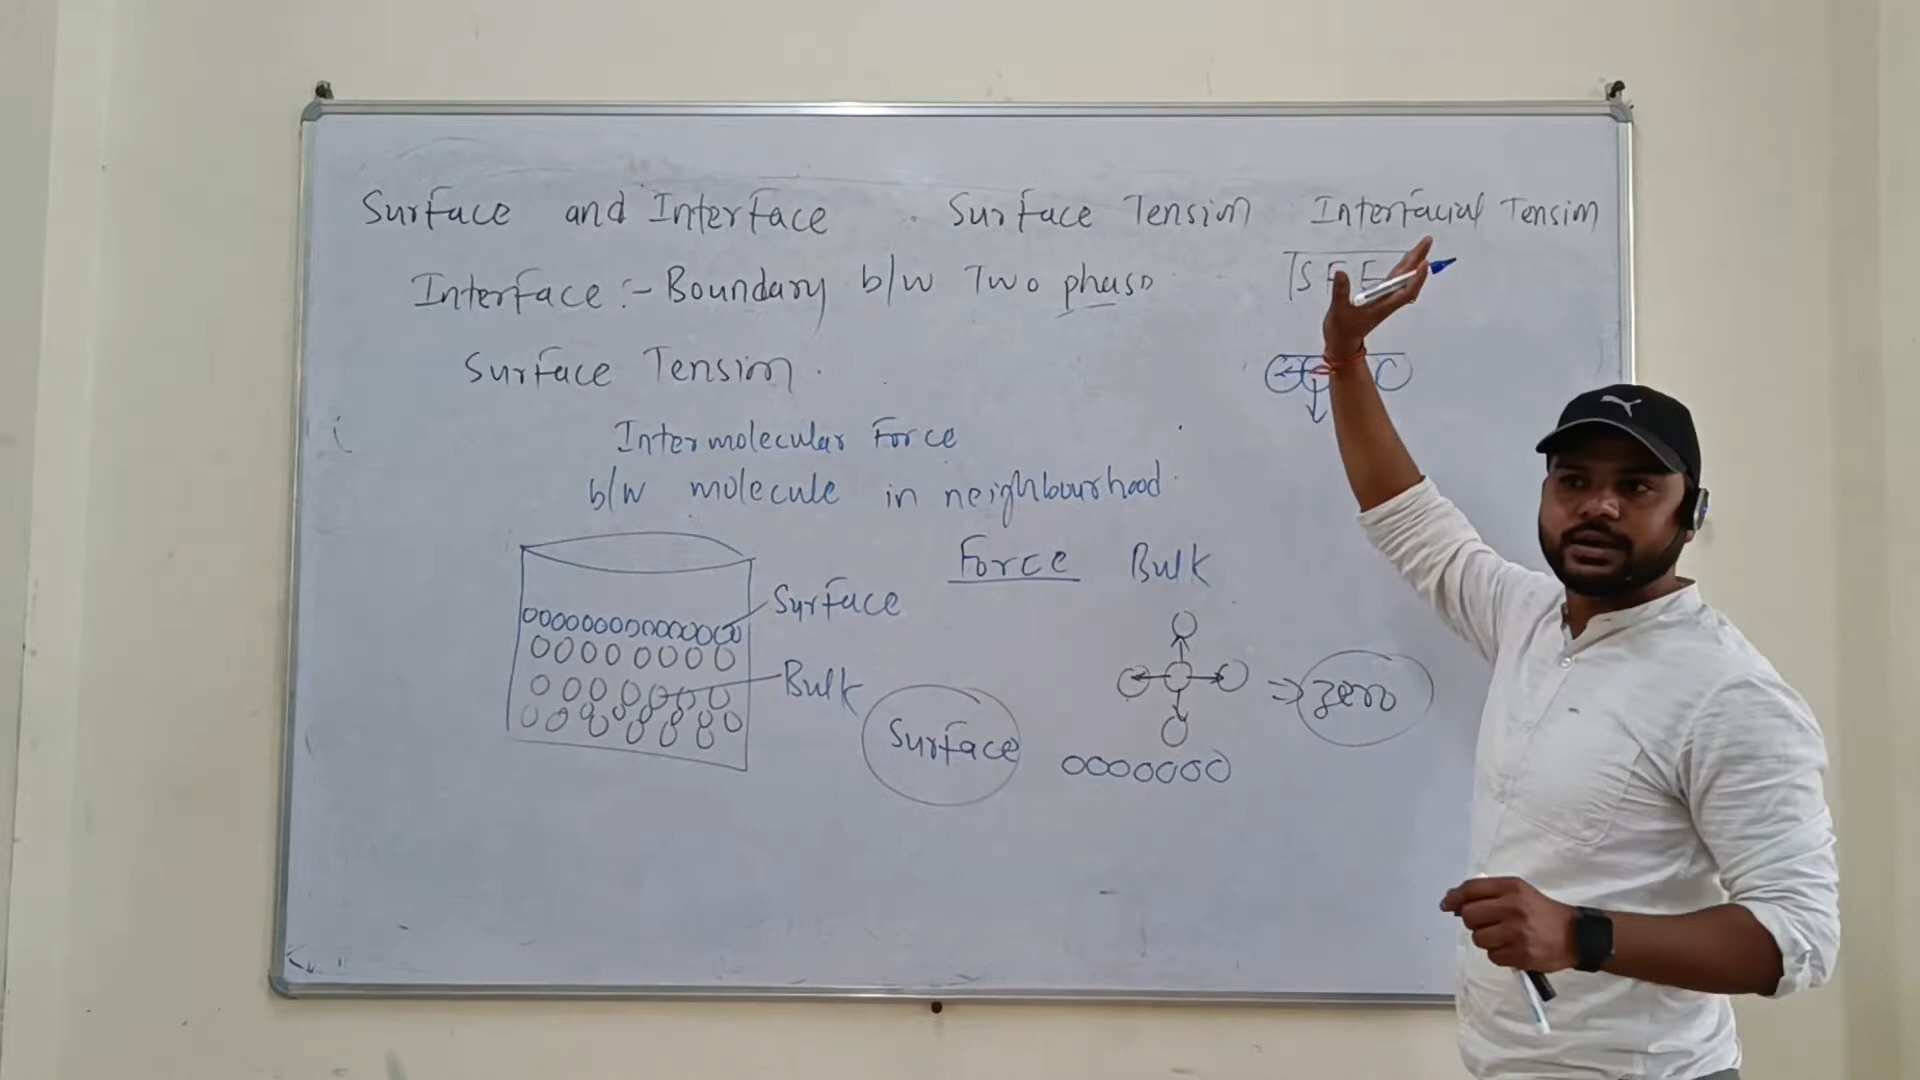 Surface and Interface Surface Tension Interfacial Tension
Interface :- Boundary b/w Two phase
Surface Tension.
Intermolecular Force
b/w molecule in neighbourhood
Force Bulk
Surface
Bulk
Surface
zero